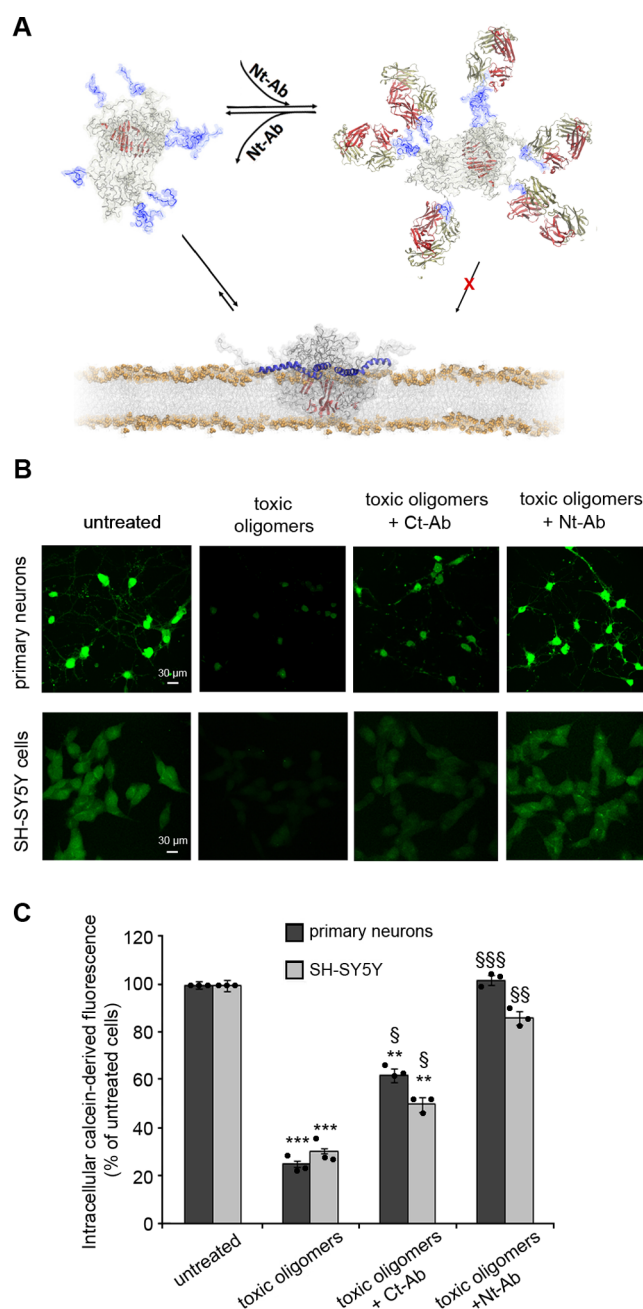 A
Nt-Ab
Nt-Ab
X
B
untreated
toxic
oligomers
toxic oligomers
+ Ct-Ab
toxic oligomers
+ Nt-Ab
primary neurons
30 µm
SH-SY5Y cells
30 µm
C
Intracellular calcein-derived fluorescence
(% of untreated cells)
120
100
80
60
40
20
0
primary neurons
SH-SY5Y
***
***
§
**
§
**
§§§
§§
untreated
toxic oligomers
toxic oligomers
+ Ct-Ab
toxic oligomers
+Nt-Ab